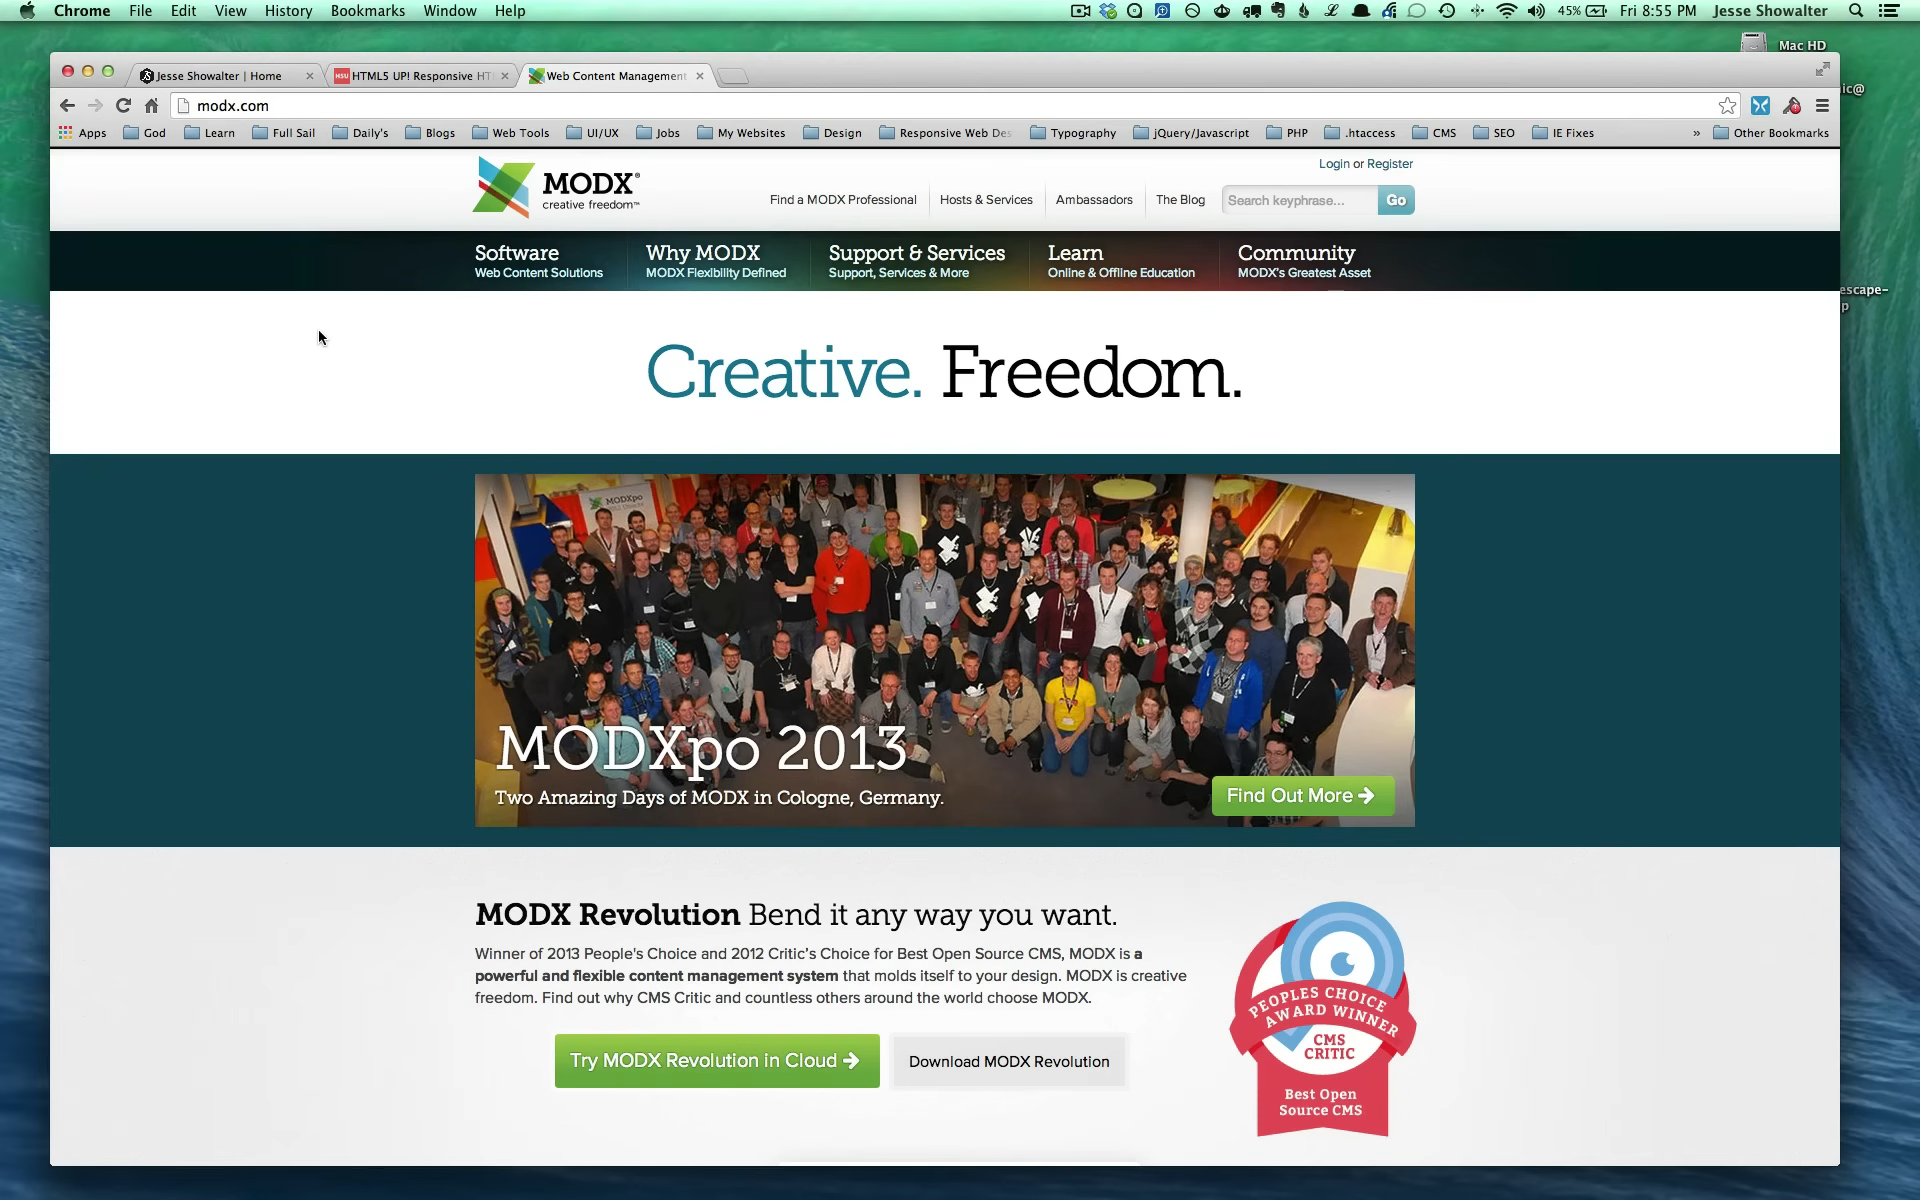 Chrome File Edit View History Bookmarks Window Help 45% Fri 8:55 PM Jesse Showalter
Mac HD
Jesse Showalter | Home HTML5 UP! Responsive HT Web Content Management
ic@
modx.com
Apps God Learn Full Sail Daily's Blogs Web Tools UI/UX Jobs My Websites Design Responsive Web Des Typography jQuery/Javascript PHP .htaccess CMS SEO IE Fixes » Other Bookmarks
Login or Register
MODX®
creative freedom™
Find a MODX Professional Hosts & Services Ambassadors The Blog Search keyphrase... Go
Software Why MODX Support & Services Learn Community
Web Content Solutions MODX Flexibility Defined Support, Services & More Online & Offline Education MODX's Greatest Asset
escape-
p
Creative. Freedom.
MODXpo
MODXpo 2013
Two Amazing Days of MODX in Cologne, Germany.
Find Out More
MODX Revolution Bend it any way you want.
Winner of 2013 People's Choice and 2012 Critic's Choice for Best Open Source CMS, MODX is a
powerful and flexible content management system that molds itself to your design. MODX is creative
freedom. Find out why CMS Critic and countless others around the world choose MODX.
Try MODX Revolution in Cloud
Download MODX Revolution
PEOPLES CHOICE
AWARD WINNER
CMS
CRITIC
Best Open
Source CMS